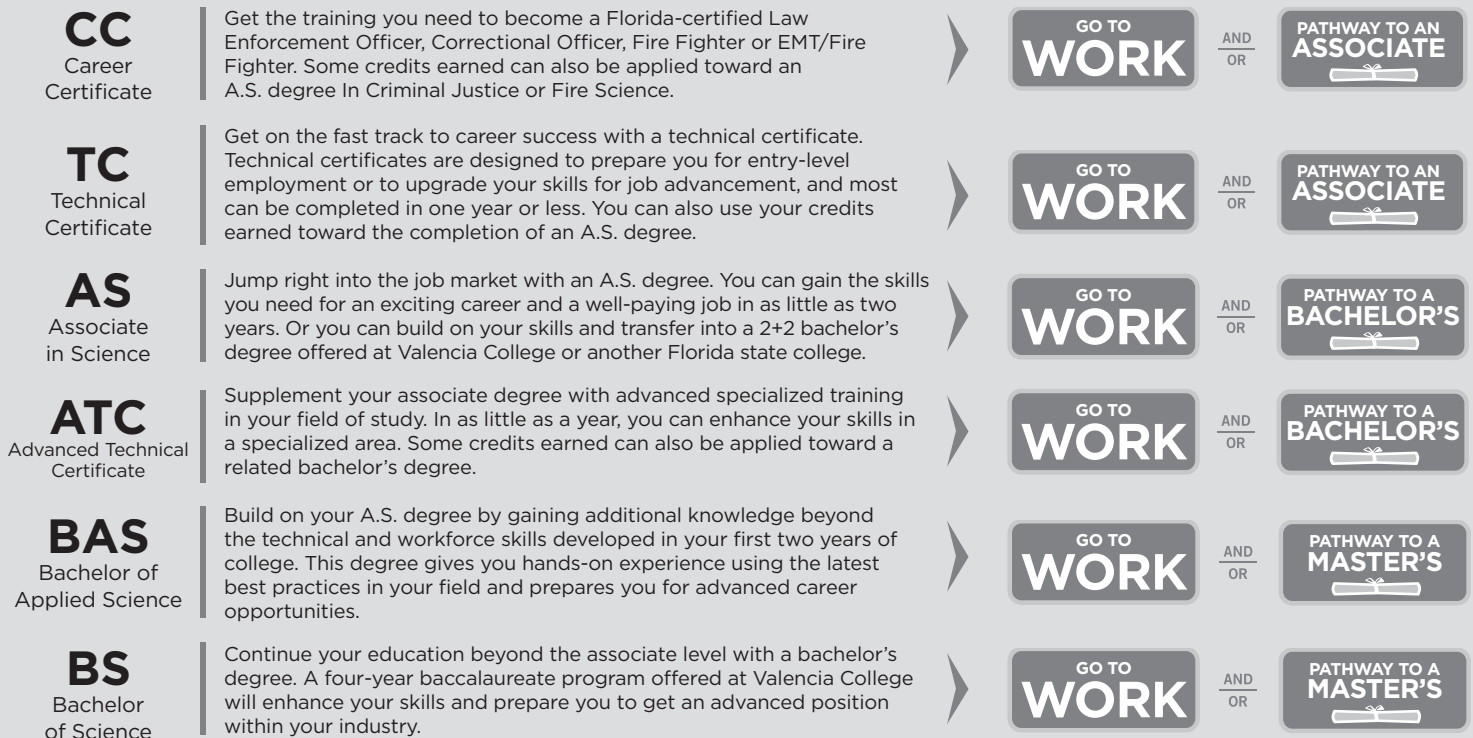 CC
Career
Certificate
Get the training you need to become a Florida-certified Law
Enforcement Officer, Correctional Officer, Fire Fighter or EMT/Fire
Fighter. Some credits earned can also be applied toward an
A.S. degree In Criminal Justice or Fire Science.
GO TO
WORK
AND
OR
PATHWAY TO AN
ASSOCIATE
TC
Technical
Certificate
Get on the fast track to career success with a technical certificate.
Technical certificates are designed to prepare you for entry-level
employment or to upgrade your skills for job advancement, and most
can be completed in one year or less. You can also use your credits
earned toward the completion of an A.S. degree.
GO TO
WORK
AND
OR
PATHWAY TO AN
ASSOCIATE
AS
Associate
in Science
Jump right into the job market with an A.S. degree. You can gain the skills
you need for an exciting career and a well-paying job in as little as two
years. Or you can build on your skills and transfer into a 2+2 bachelor’s
degree offered at Valencia College or another Florida state college.
GO TO
WORK
AND
OR
PATHWAY TO A
BACHELOR’S
ATC
Advanced Technical
Certificate
Supplement your associate degree with advanced specialized training
in your field of study. In as little as a year, you can enhance your skills in
a specialized area. Some credits earned can also be applied toward a
related bachelor’s degree.
GO TO
WORK
AND
OR
PATHWAY TO A
BACHELOR’S
BAS
Bachelor of
Applied Science
Build on your A.S. degree by gaining additional knowledge beyond
the technical and workforce skills developed in your first two years of
college. This degree gives you hands-on experience using the latest
best practices in your field and prepares you for advanced career
opportunities.
GO TO
WORK
AND
OR
PATHWAY TO A
MASTER’S
BS
Bachelor
of Science
Continue your education beyond the associate level with a bachelor’s
degree. A four-year baccalaureate program offered at Valencia College
will enhance your skills and prepare you to get an advanced position
within your industry.
GO TO
WORK
AND
OR
PATHWAY TO A
MASTER’S